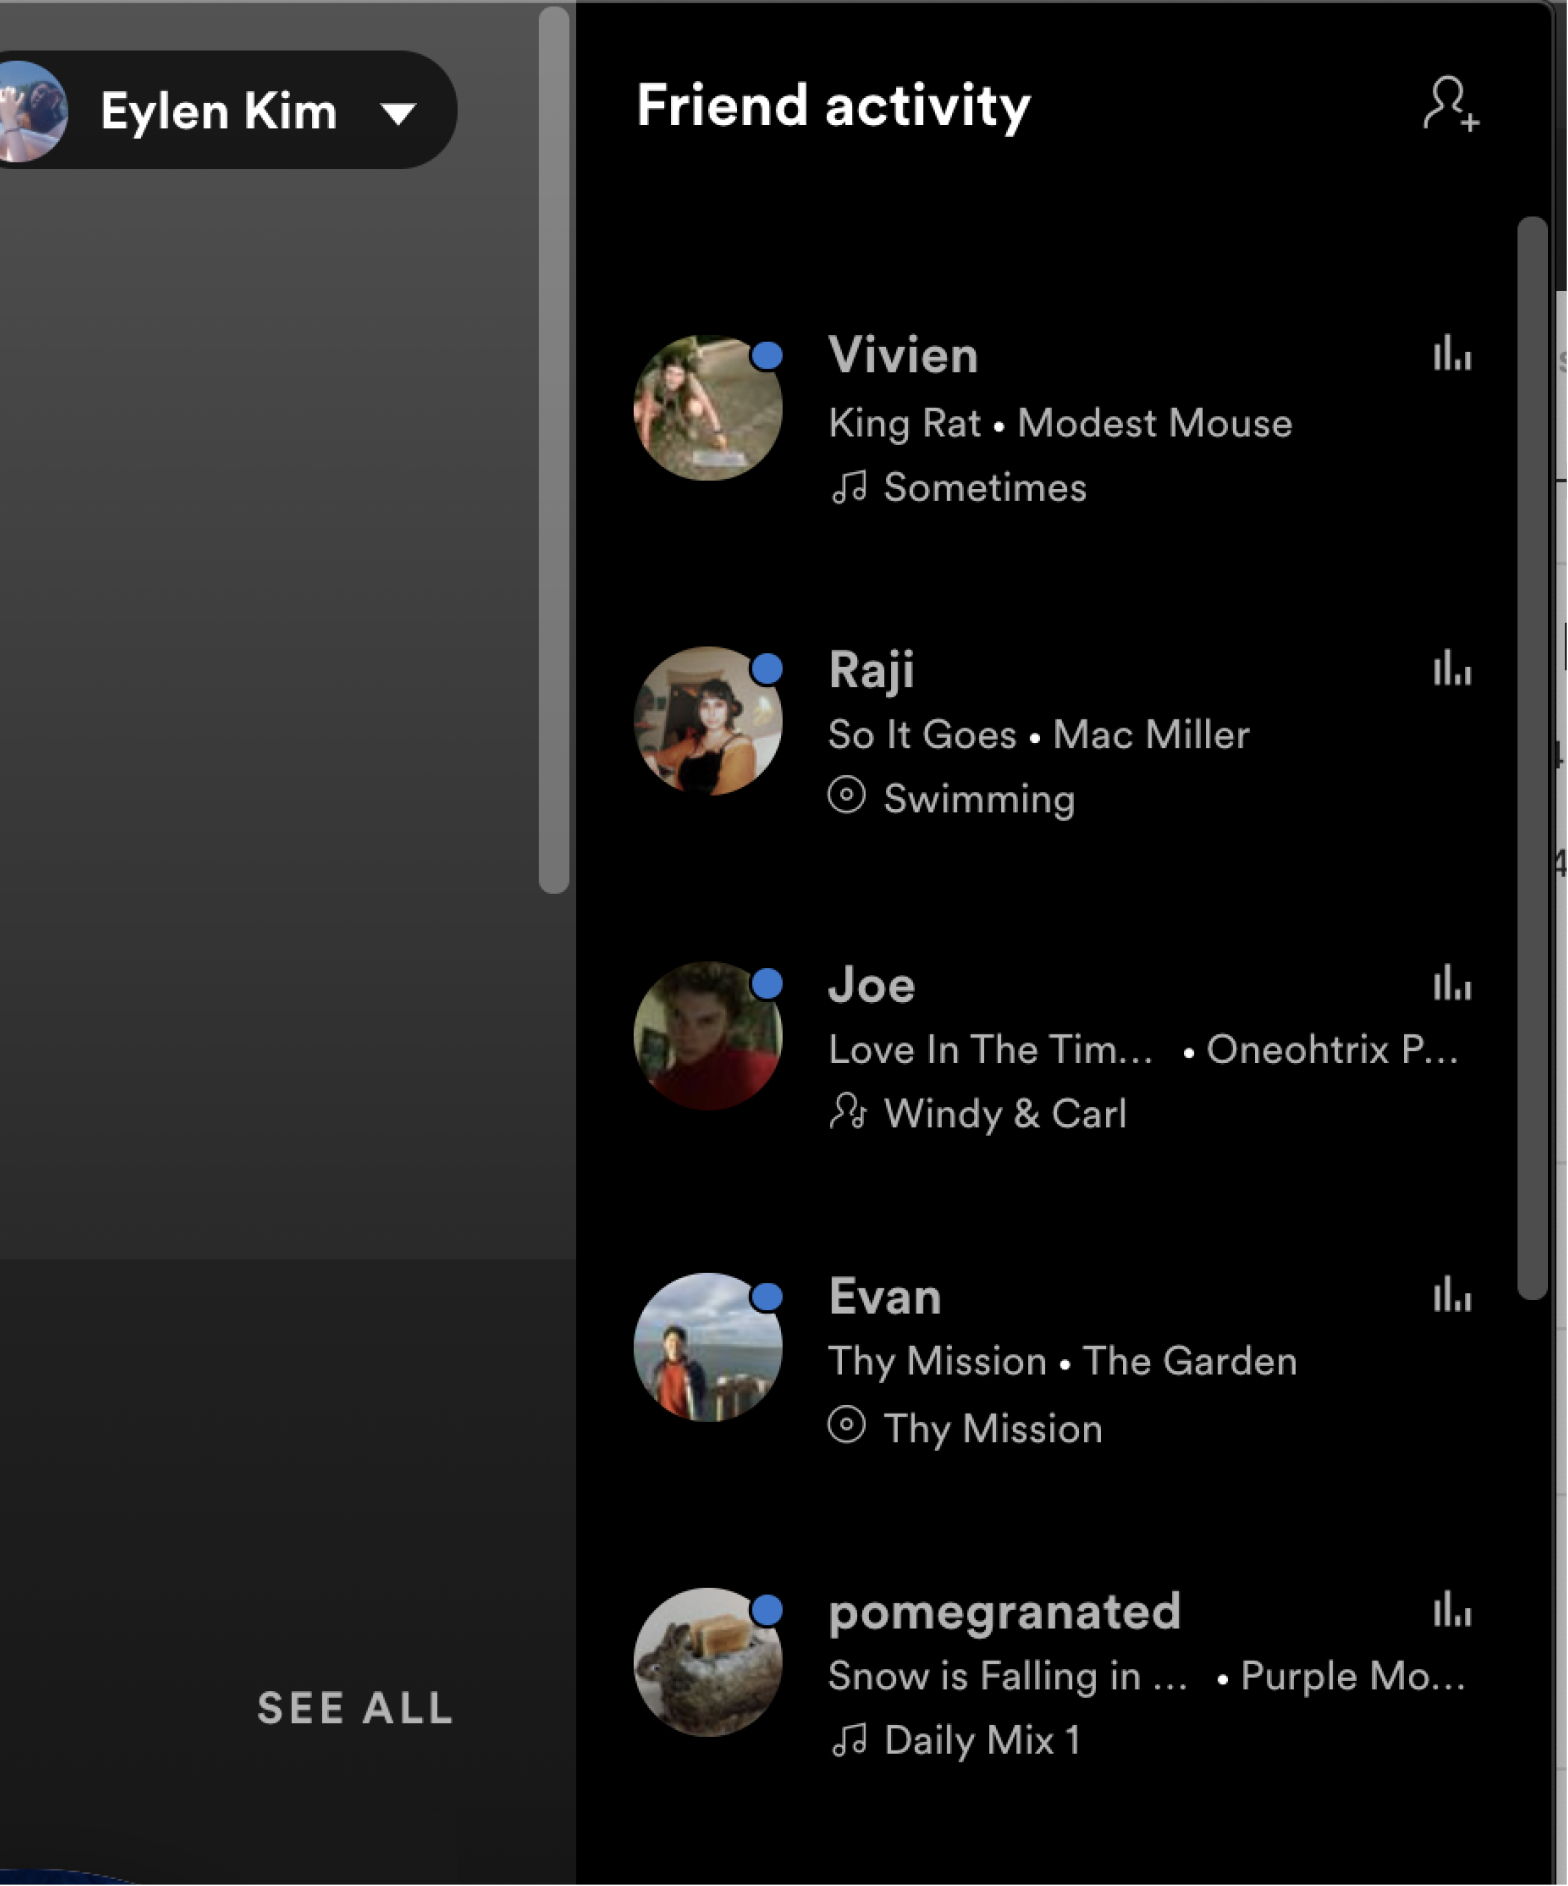 Eylen Kim
Friend activity
Vivien
King Rat • Modest Mouse
Sometimes
Raji
So It Goes • Mac Miller
Swimming
Joe
Love In The Tim... • Oneohtrix P...
Windy & Carl
Evan
Thy Mission • The Garden
Thy Mission
pomegranated
Snow is Falling in ... • Purple Mo...
Daily Mix 1
SEE ALL